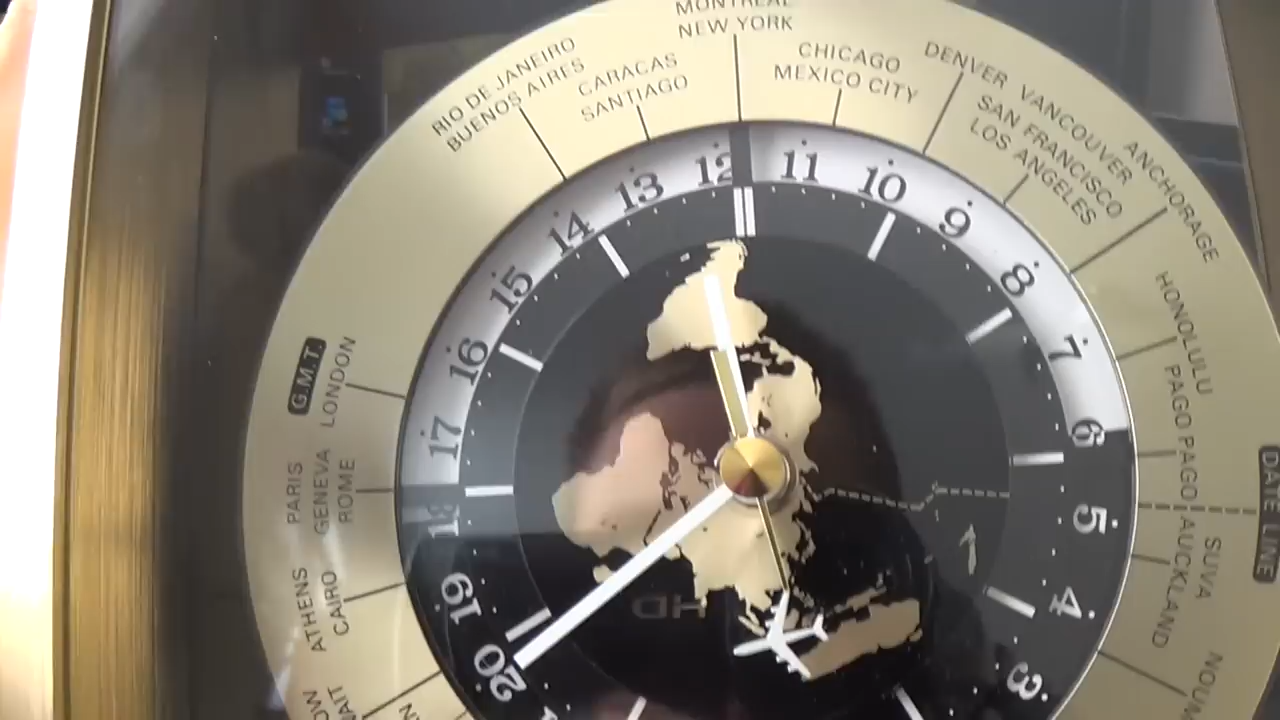 MONTREAL
NEW YORK
RIO DE JANEIRO
BUENOS AIRES
CARACAS
SANTIAGO
CHICAGO
MEXICO CITY
DENVER
VANCOUVER
SAN FRANCISCO
LOS ANGELES
ANCHORAGE
HONOLULU
PAGO PAGO
DATE LINE
SUVA
AUCKLAND
G.M.T.
LONDON
PARIS
GENEVA
ROME
ATHENS
CAIRO
12
11
10
9
8
7
6
5
4
3
13
14
15
16
17
18
19
20